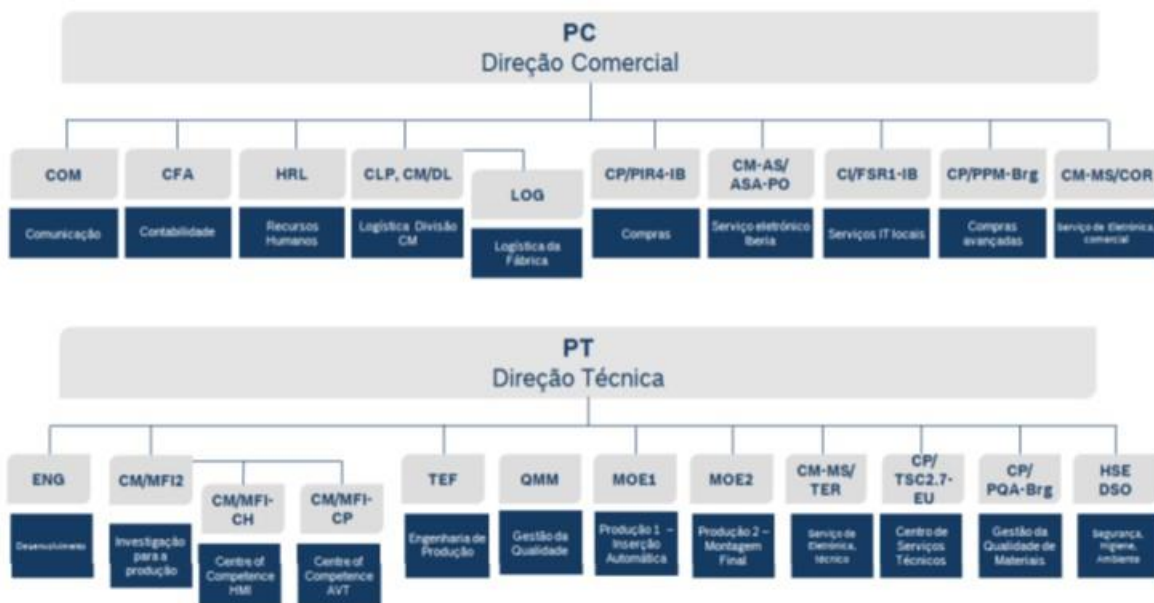 PC
Direção Comercial
COM
Comunicação
CFA
Contabilidade
HRL
Recursos
Humanos
CLP, CM/DL
Logística Divisão
CM
LOG
Logística da
Fábrica
CP/PIR4-IB
Compras
CM-AS/
ASA-PO
Serviço eletrónico
Iberia
CI/FSR1-IB
Serviços IT locais
CP/PPM-Brg
Compras
avançadas
CM-MS/COR
Serviço de Eletrónica,
comercial
PT
Direção Técnica
ENG
Desenvolvimento
CM/MFI2
Investigação
para a
produção
CM/MFI-
CH
Centre of
Competence
HMI
CM/MFI-
CP
Centre of
Competence
AVT
TEF
Engenharia de
Produção
QMM
Gestão da
Qualidade
MOE1
Produção 1 –
Inserção
Automática
MOE2
Produção 2 –
Montagem
Final
CM-MS/
TER
Serviço de
Eletrónica,
técnico
CP/
TSC2.7-
EU
Centro de
Serviços
Técnicos
CP/
PQA-Brg
Gestão da
Qualidade de
Materiais
HSE
DSO
Segurança,
Higiene,
Ambiente